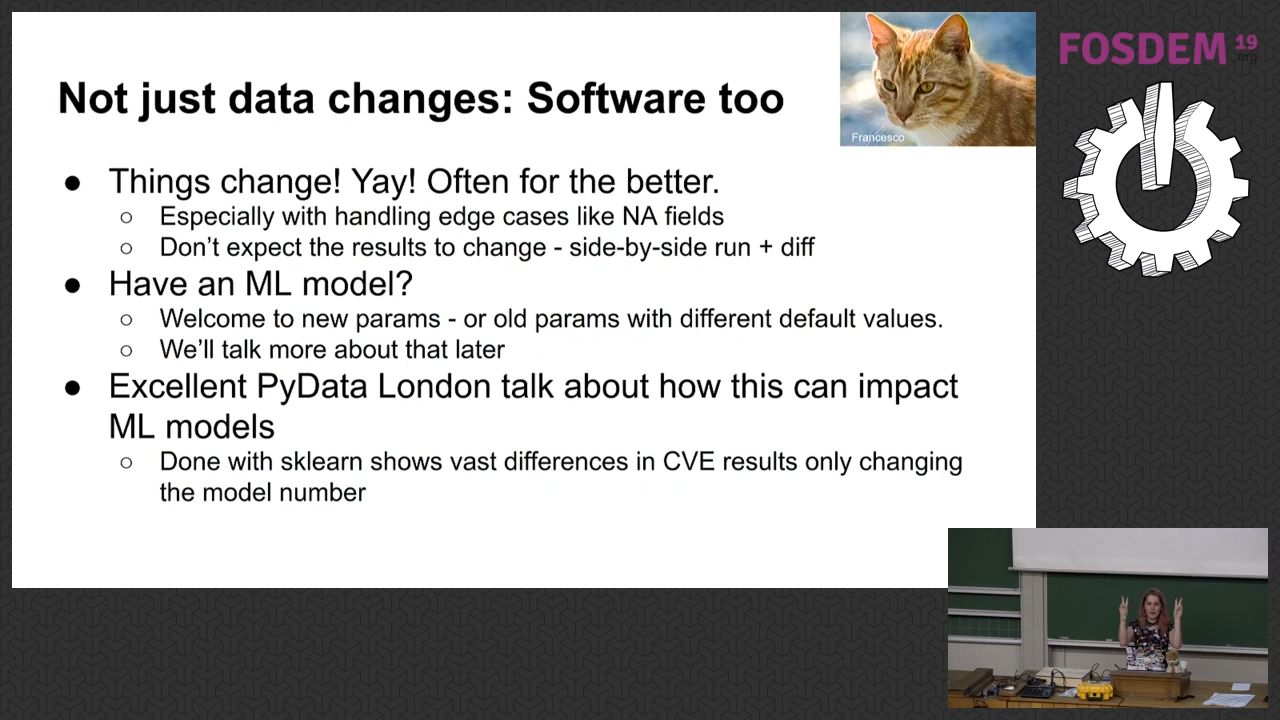 Not just data changes: Software too
Francesco
FOSDEM 19
.org
● Things change! Yay! Often for the better.
○ Especially with handling edge cases like NA fields
○ Don't expect the results to change - side-by-side run + diff
● Have an ML model?
○ Welcome to new params - or old params with different default values.
○ We'll talk more about that later
● Excellent PyData London talk about how this can impact
ML models
○ Done with sklearn shows vast differences in CVE results only changing
the model number